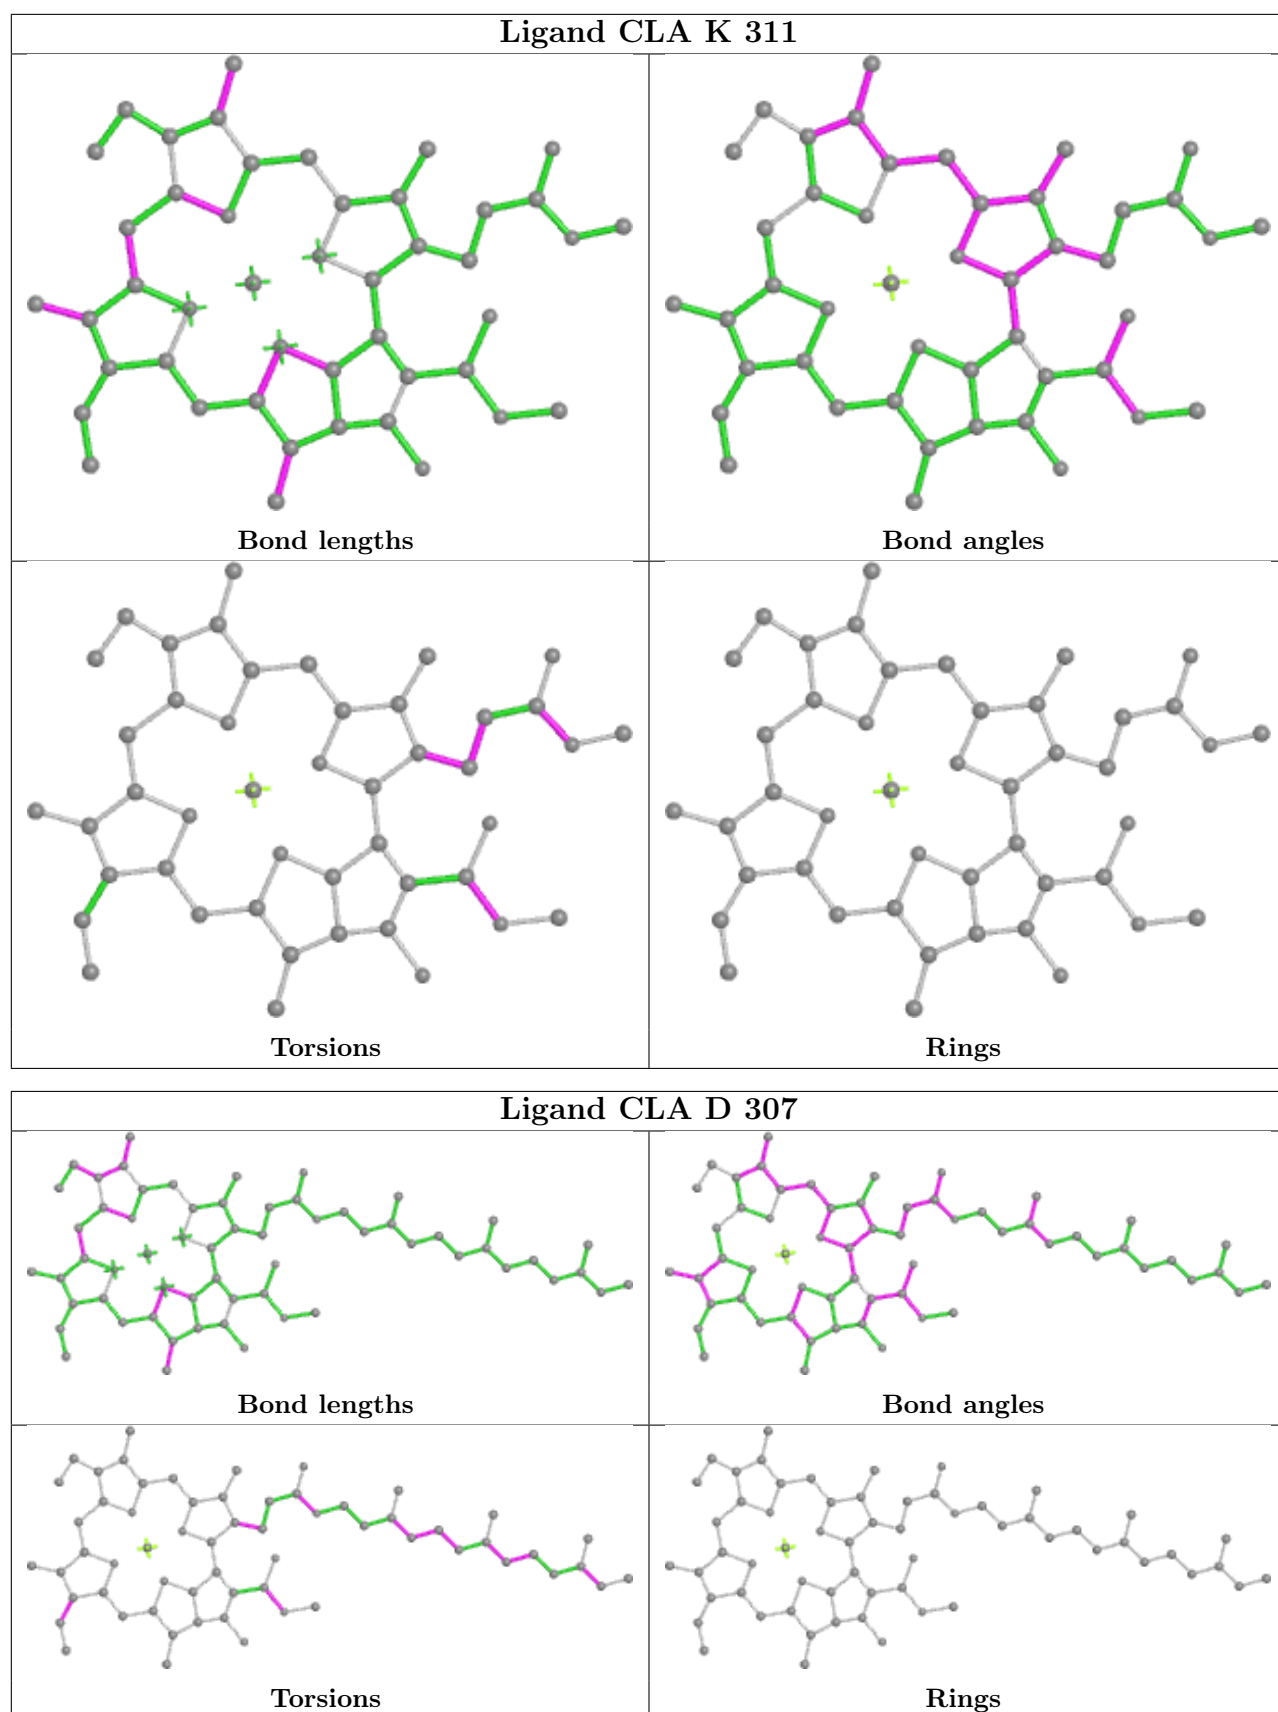 Ligand CLA K 311
Bond lengths
Bond angles
Torsions
Rings
Ligand CLA D 307
Bond lengths
Bond angles
Torsions
Rings